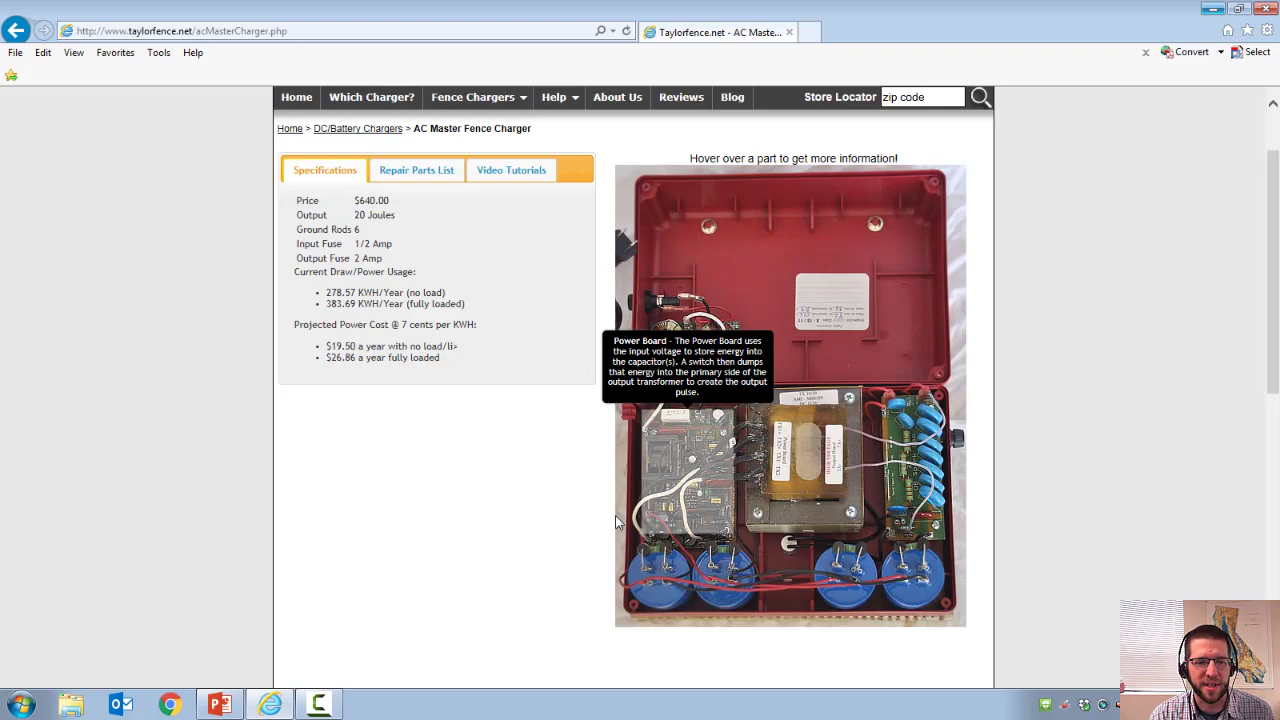 http://www.taylorfence.net/acMasterCharger.php
Taylorfence.net - AC Maste...
File Edit View Favorites Tools Help
Convert Select
Home Which Charger? Fence Chargers Help About Us Reviews Blog Store Locator zip code
Home > DC/Battery Chargers > AC Master Fence Charger
Hover over a part to get more information!
Specifications Repair Parts List Video Tutorials
Price $640.00
Output 20 Joules
Ground Rods 6
Input Fuse 1/2 Amp
Output Fuse 2 Amp
Current Draw/Power Usage:
• 278.57 KWH/Year (no load)
• 383.69 KWH/Year (fully loaded)
Projected Power Cost @ 7 cents per KWH:
• $19.50 a year with no load/li>
• $26.86 a year fully loaded
Power Board - The Power Board uses
the input voltage to store energy into
the capacitor(s). A switch then dumps
that energy into the primary side of the
output transformer to create the output
pulse.
Power Board